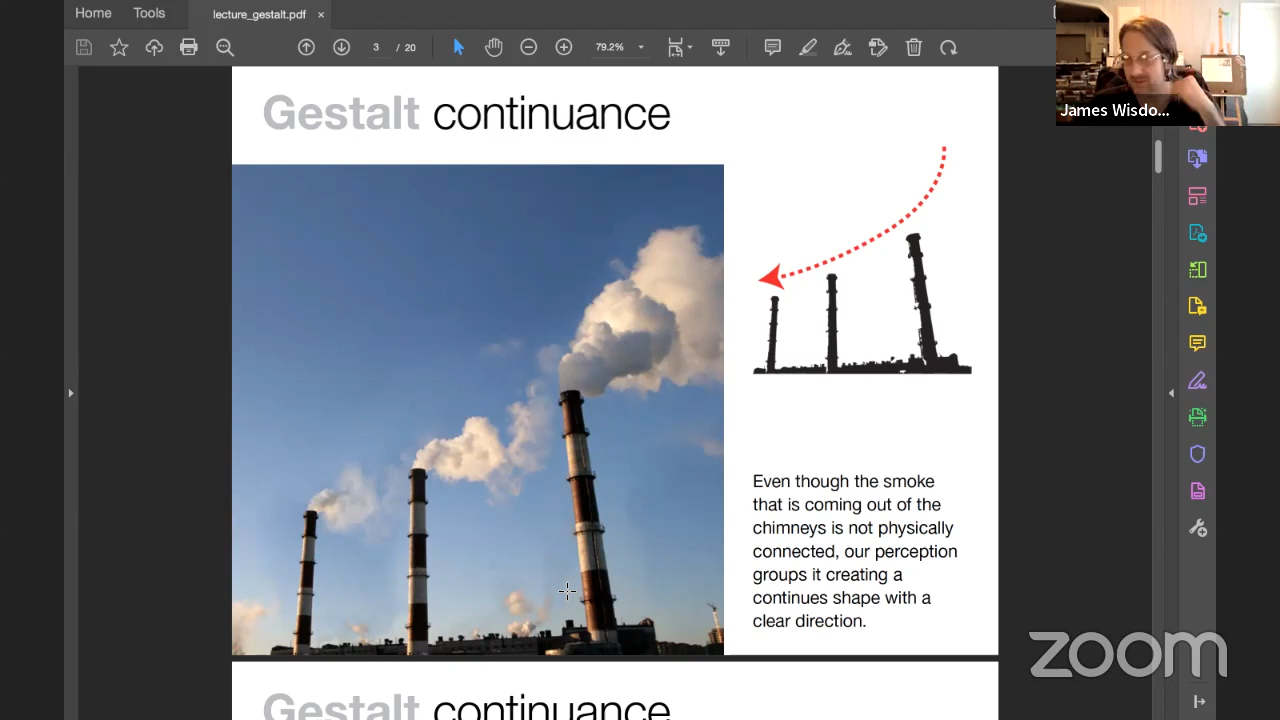 Home Tools lecture_gestalt.pdf ×
3 / 20 79.2%
James Wisdo...
Gestalt continuance
Even though the smoke
that is coming out of the
chimneys is not physically
connected, our perception
groups it creating a
continues shape with a
clear direction.
zoom
Gestalt continuance